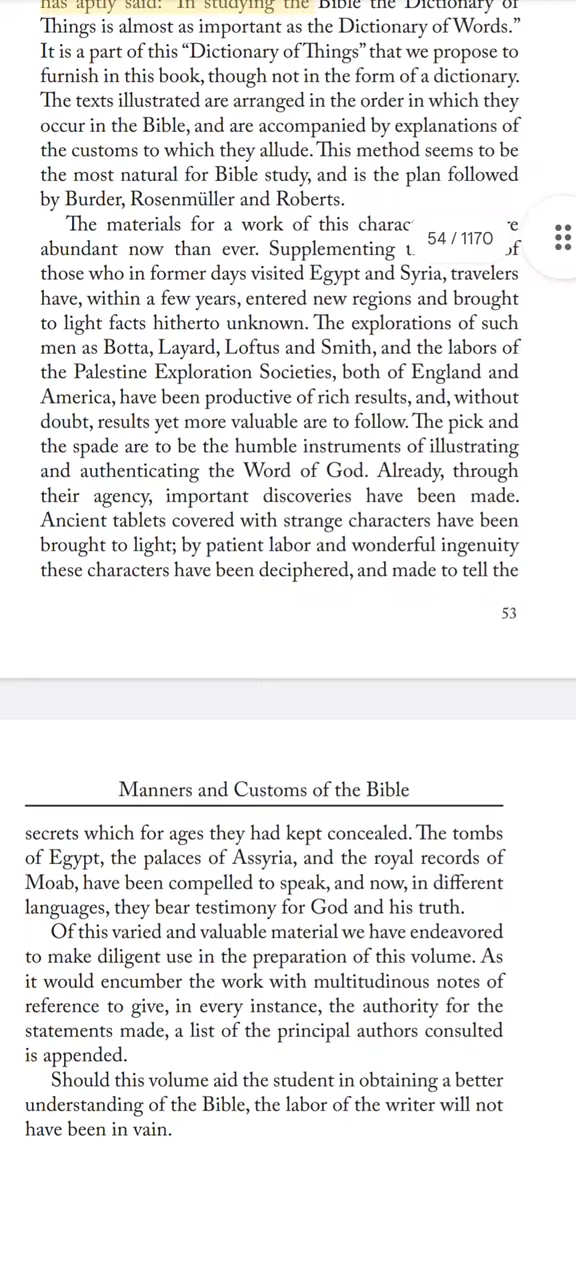 has aptly said: "In studying the Bible the Dictionary of
Things is almost as important as the Dictionary of Words."
It is a part of this "Dictionary of Things" that we propose to
furnish in this book, though not in the form of a dictionary.
The texts illustrated are arranged in the order in which they
occur in the Bible, and are accompanied by explanations of
the customs to which they allude. This method seems to be
the most natural for Bible study, and is the plan followed
by Burder, Rosenmüller and Roberts.
The materials for a work of this charac
54 / 1170
abundant now than ever. Supplementing of
those who in former days visited Egypt and Syria, travelers
have, within a few years, entered new regions and brought
to light facts hitherto unknown. The explorations of such
men as Botta, Layard, Loftus and Smith, and the labors of
the Palestine Exploration Societies, both of England and
America, have been productive of rich results, and, without
doubt, results yet more valuable are to follow. The pick and
the spade are to be the humble instruments of illustrating
and authenticating the Word of God. Already, through
their agency, important discoveries have been made.
Ancient tablets covered with strange characters have been
brought to light; by patient labor and wonderful ingenuity
these characters have been deciphered, and made to tell the
53
Manners and Customs of the Bible
secrets which for ages they had kept concealed. The tombs
of Egypt, the palaces of Assyria, and the royal records of
Moab, have been compelled to speak, and now, in different
languages, they bear testimony for God and his truth.
Of this varied and valuable material we have endeavored
to make diligent use in the preparation of this volume. As
it would encumber the work with multitudinous notes of
reference to give, in every instance, the authority for the
statements made, a list of the principal authors consulted
is appended.
Should this volume aid the student in obtaining a better
understanding of the Bible, the labor of the writer will not
have been in vain.